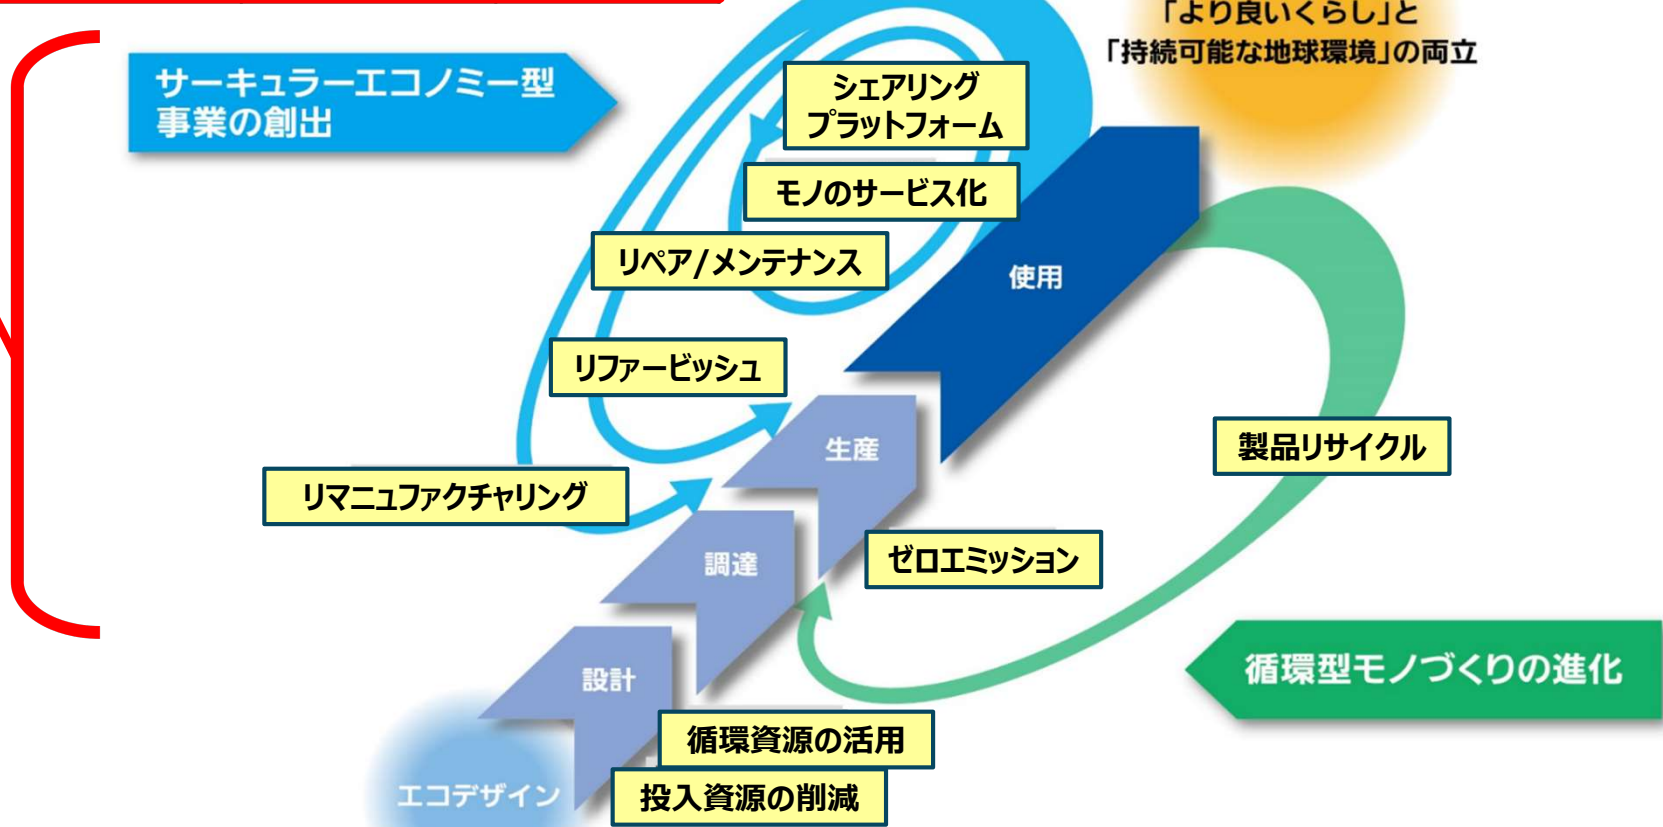 「より良いくらし」と
「持続可能な地球環境」の両立
サーキュラーエコノミー型
事業の創出
シェアリング
プラットフォーム
モノのサービス化
リペア/メンテナンス
使用
リファービッシュ
生産
製品リサイクル
リマニュファクチャリング
調達
ゼロエミッション
設計
循環型モノづくりの進化
循環資源の活用
エコデザイン
投入資源の削減